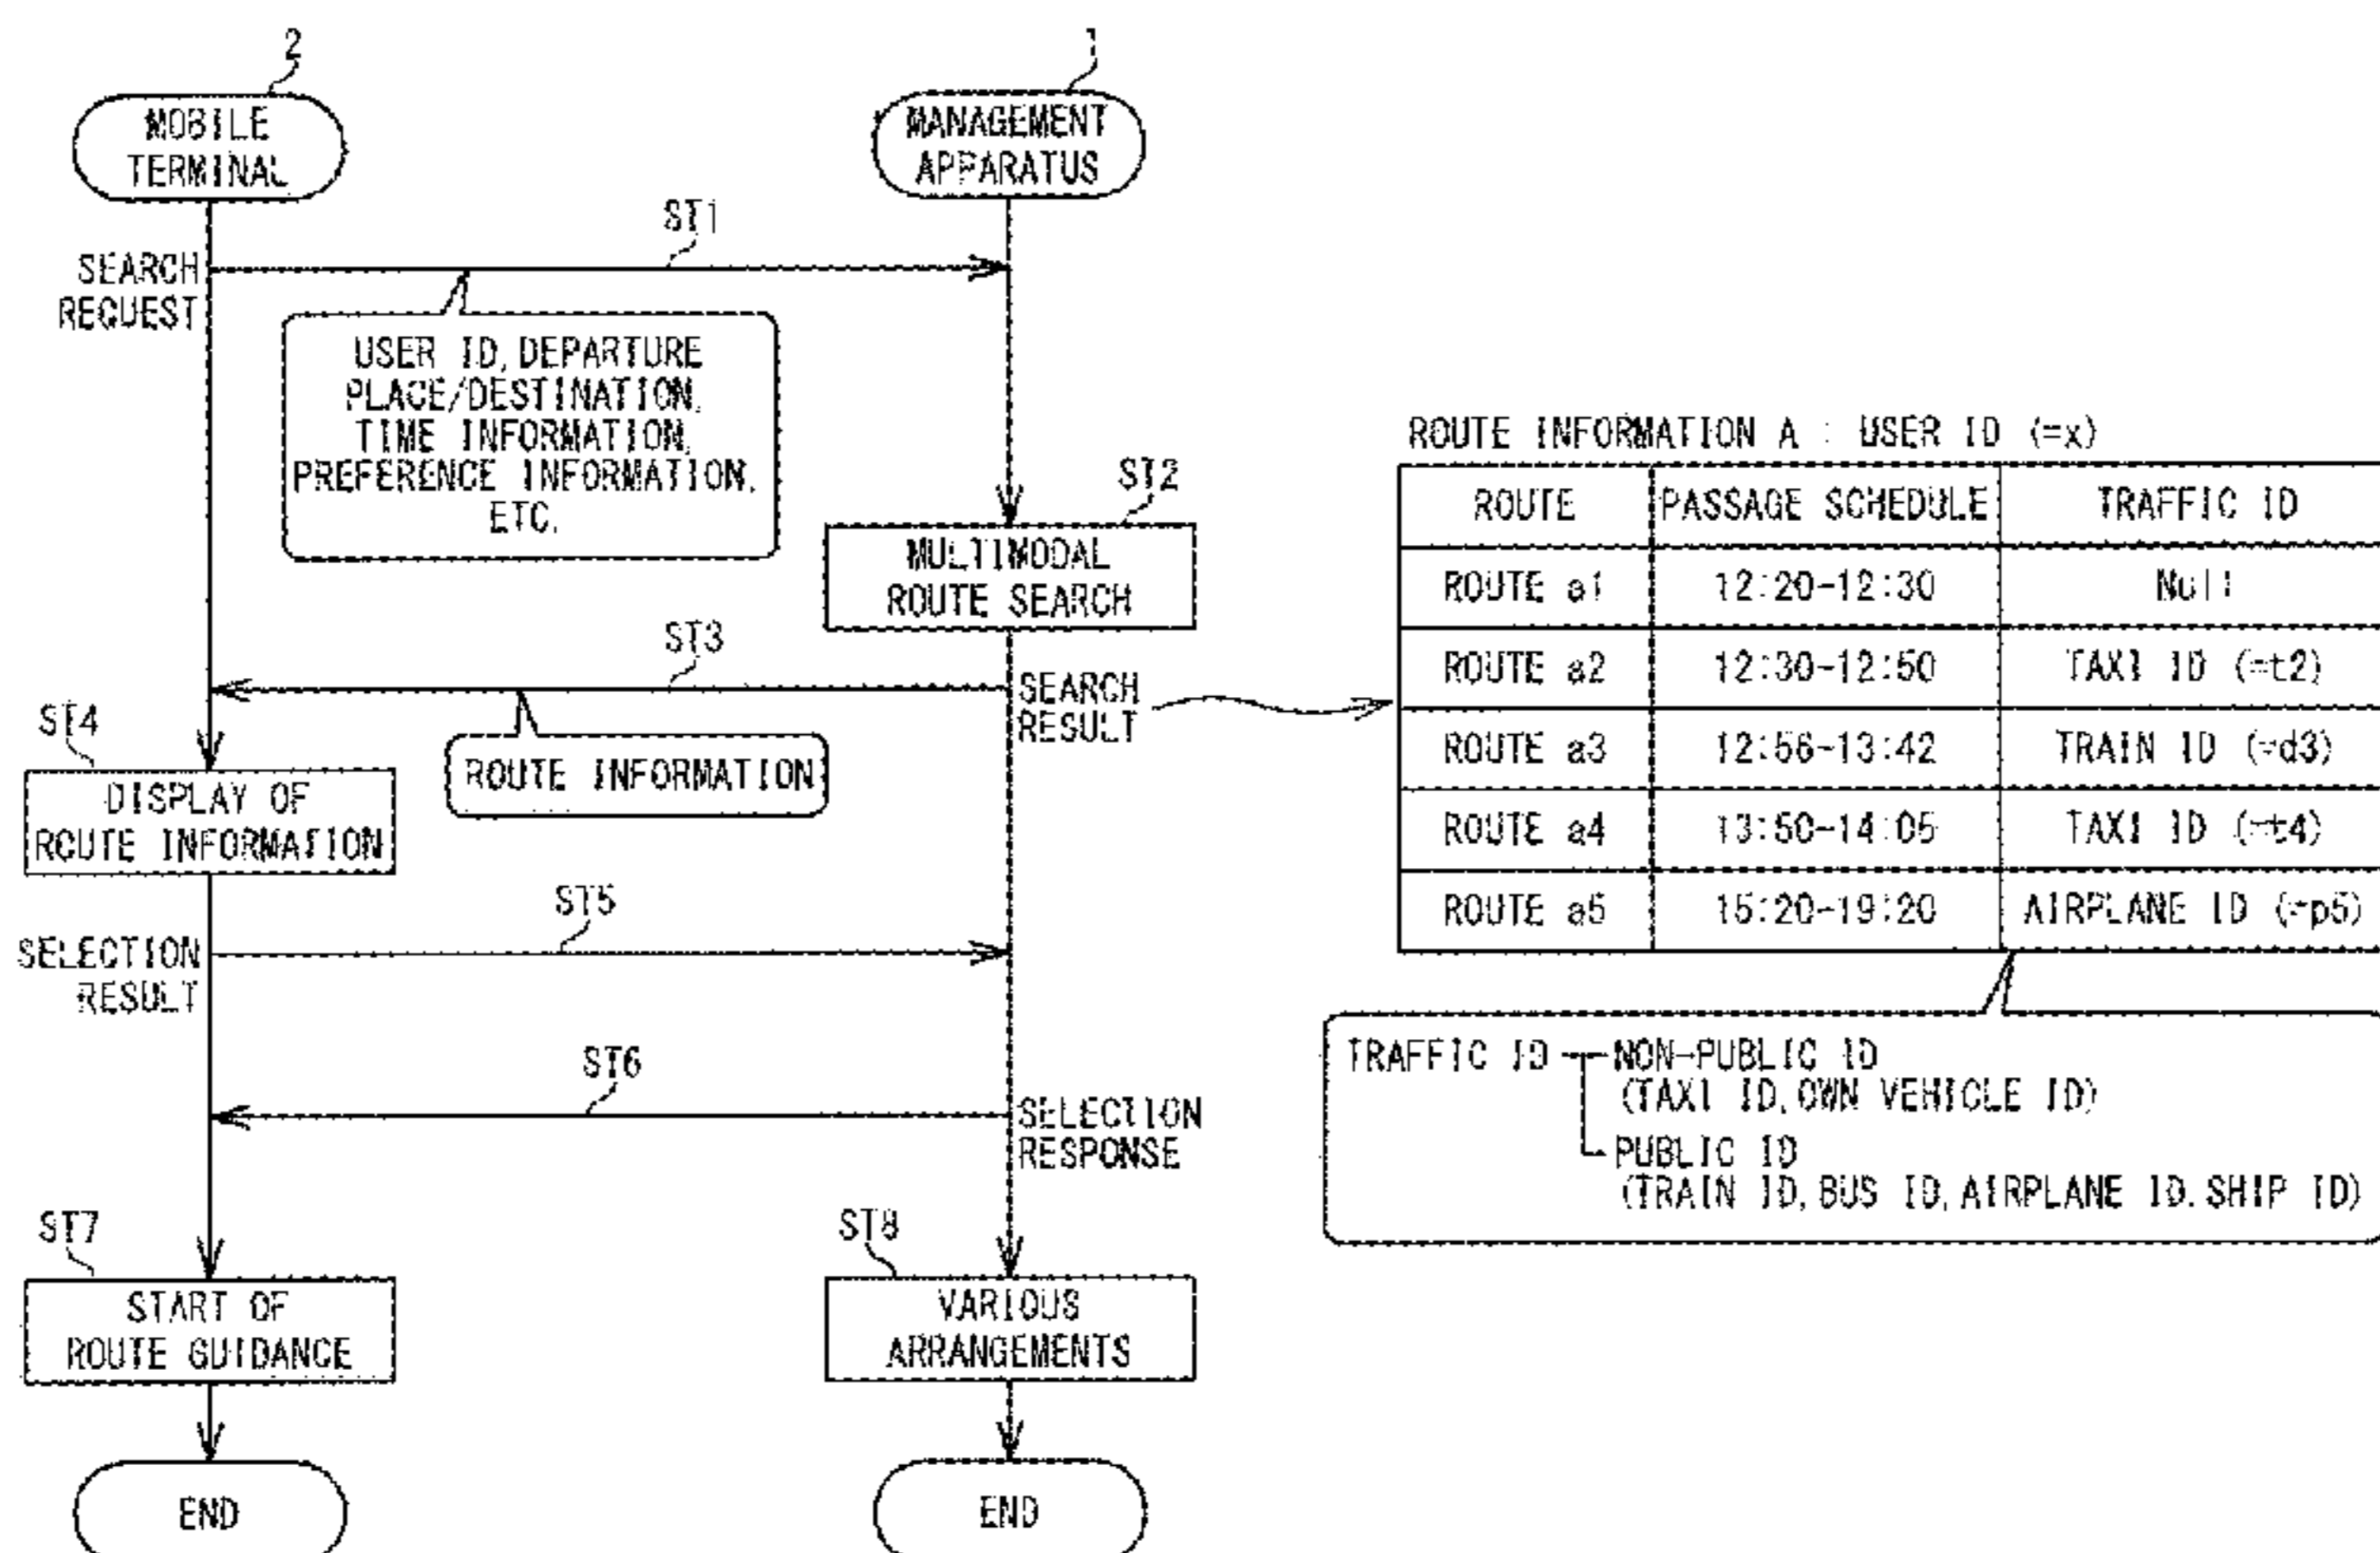 2
1
MOBILE
TERMINAL
MANAGEMENT
APPARATUS
ST1
SEARCH
REQUEST
USER ID, DEPARTURE
PLACE/DESTINATION,
TIME INFORMATION,
PREFERENCE INFORMATION,
ETC.
ST2
MULTIMODAL
ROUTE SEARCH
ST3
SEARCH
RESULT
ROUTE INFORMATION
ST4
DISPLAY OF
ROUTE INFORMATION
ST5
SELECTION
RESULT
ST6
SELECTION
RESPONSE
ST7
START OF
ROUTE GUIDANCE
ST8
VARIOUS
ARRANGEMENTS
END
END
ROUTE INFORMATION A : USER ID (=x)
ROUTE PASSAGE SCHEDULE TRAFFIC ID
ROUTE a1 12:20-12:30 Null
ROUTE a2 12:30-12:50 TAXI ID (=t2)
ROUTE a3 12:56-13:42 TRAIN ID (=d3)
ROUTE a4 13:50-14:05 TAXI ID (=t4)
ROUTE a5 15:20-19:20 AIRPLANE ID (=p5)
TRAFFIC ID NON-PUBLIC ID
(TAXI ID, OWN VEHICLE ID)
PUBLIC ID
(TRAIN ID, BUS ID, AIRPLANE ID, SHIP ID)